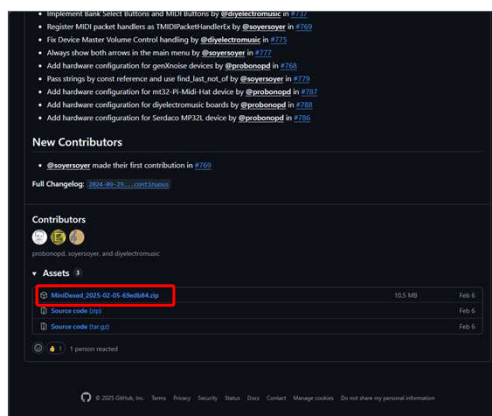 Implement Bank Select Buttons and MIDI Buttons by @diyelectromusic in #737
Register MIDI packet handlers as TMIDIPacketHandlerEx by @soyersoyer in #769
Fix Device Master Volume Control handling by @diyelectromusic in #775
Always show both arrows in the main menu by @soyersoyer in #777
Add hardware configuration for genXnoise devices by @probonopd in #768
Pass strings by const reference and use find_last_not_of by @soyersoyer in #779
Add hardware configuration for mt32-Pi-Midi-Hat device by @probonopd in #787
Add hardware configuration for diyelectromusic boards by @probonopd in #788
Add hardware configuration for Serdaco MP32L device by @probonopd in #786
New Contributors
@soyersoyer made their first contribution in #769
Full Changelog: 2024-09-29...continuous
Contributors
probonopd, soyersoyer, and diyelectromusic
Assets 3
MiniDexed_2025-02-05-69edb84.zip 10.5 MB Feb 6
Source code (zip) Feb 6
Source code (tar.gz) Feb 6
1 1 person reacted
© 2025 GitHub, Inc. Terms Privacy Security Status Docs Contact Manage cookies Do not share my personal information